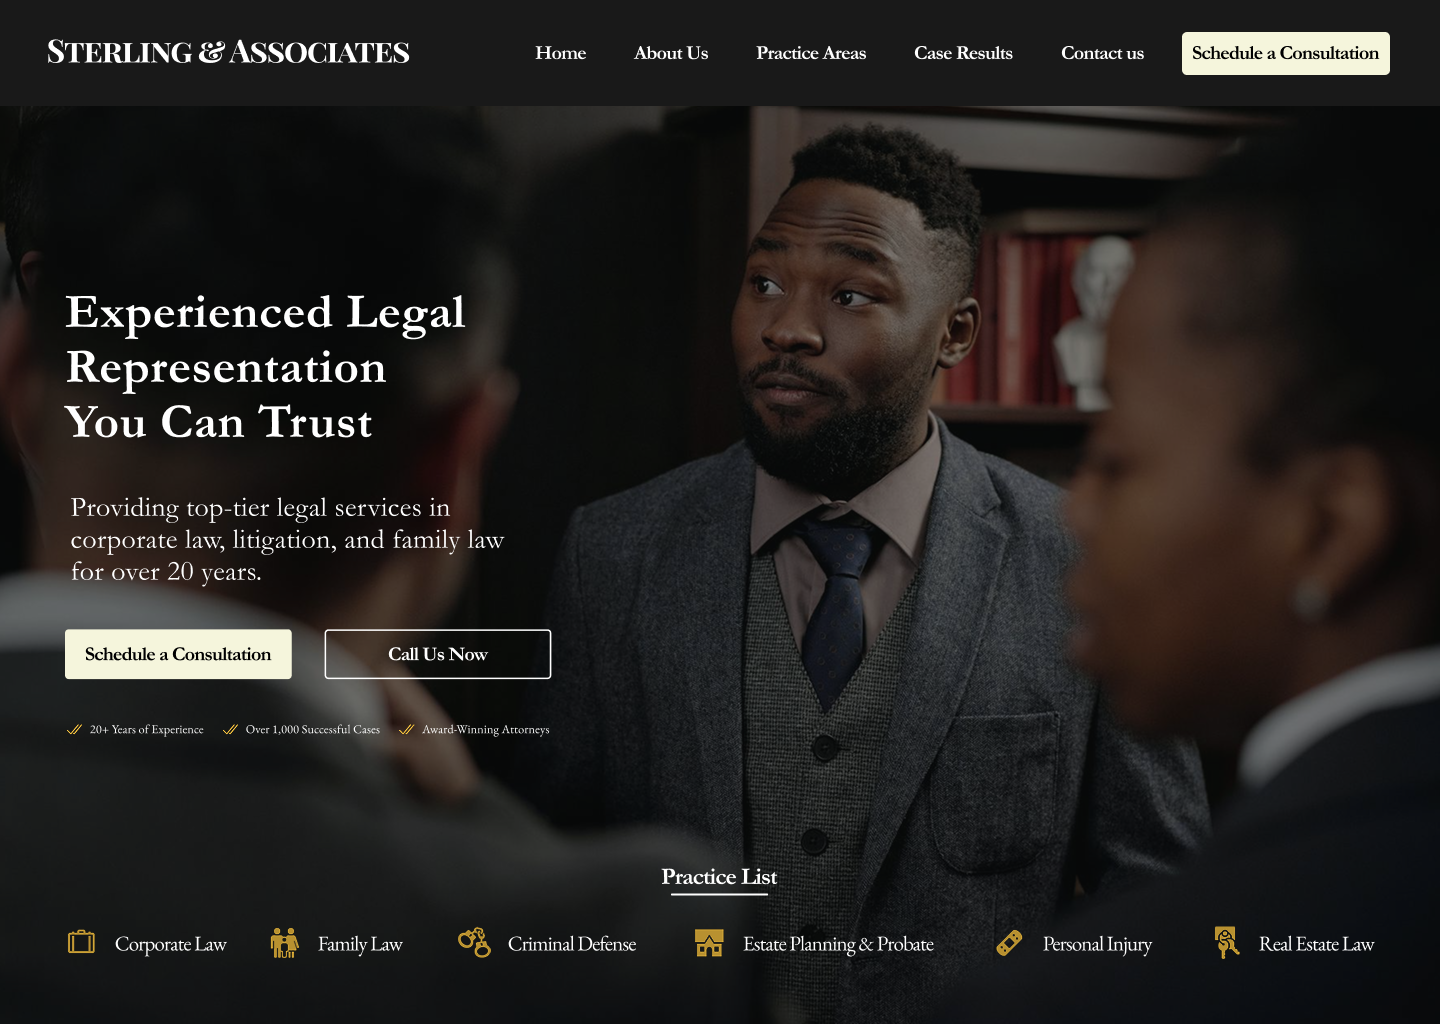 STERLING & ASSOCIATES
Home
About Us
Practice Areas
Case Results
Contact us
Schedule a Consultation
Experienced Legal
Representation
You Can Trust
Providing top-tier legal services in
corporate law, litigation, and family law
for over 20 years.
Schedule a Consultation
Call Us Now
20+ Years of Experience
Over 1,000 Successful Cases
Award-Winning Attorneys
Practice List
Corporate Law
Family Law
Criminal Defense
Estate Planning & Probate
Personal Injury
Real Estate Law